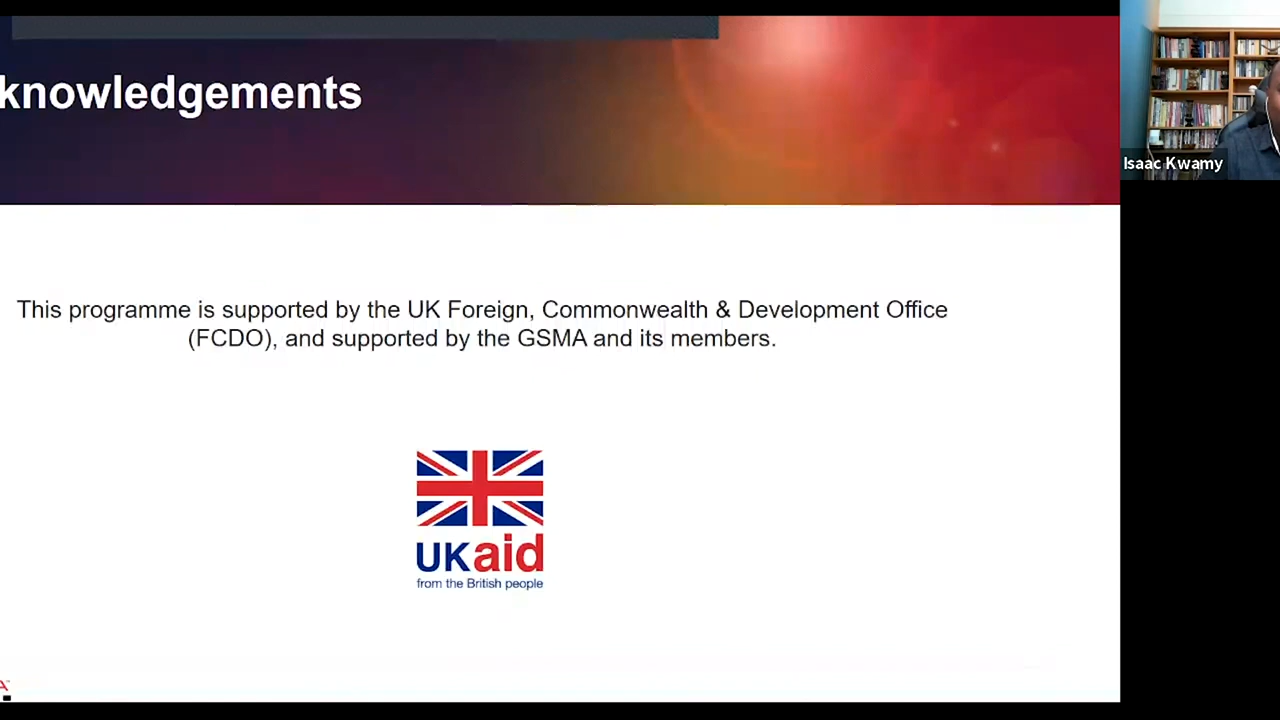 knowledgements
Isaac Kwamy
This programme is supported by the UK Foreign, Commonwealth & Development Office
(FCDO), and supported by the GSMA and its members.
UKaid
from the British people